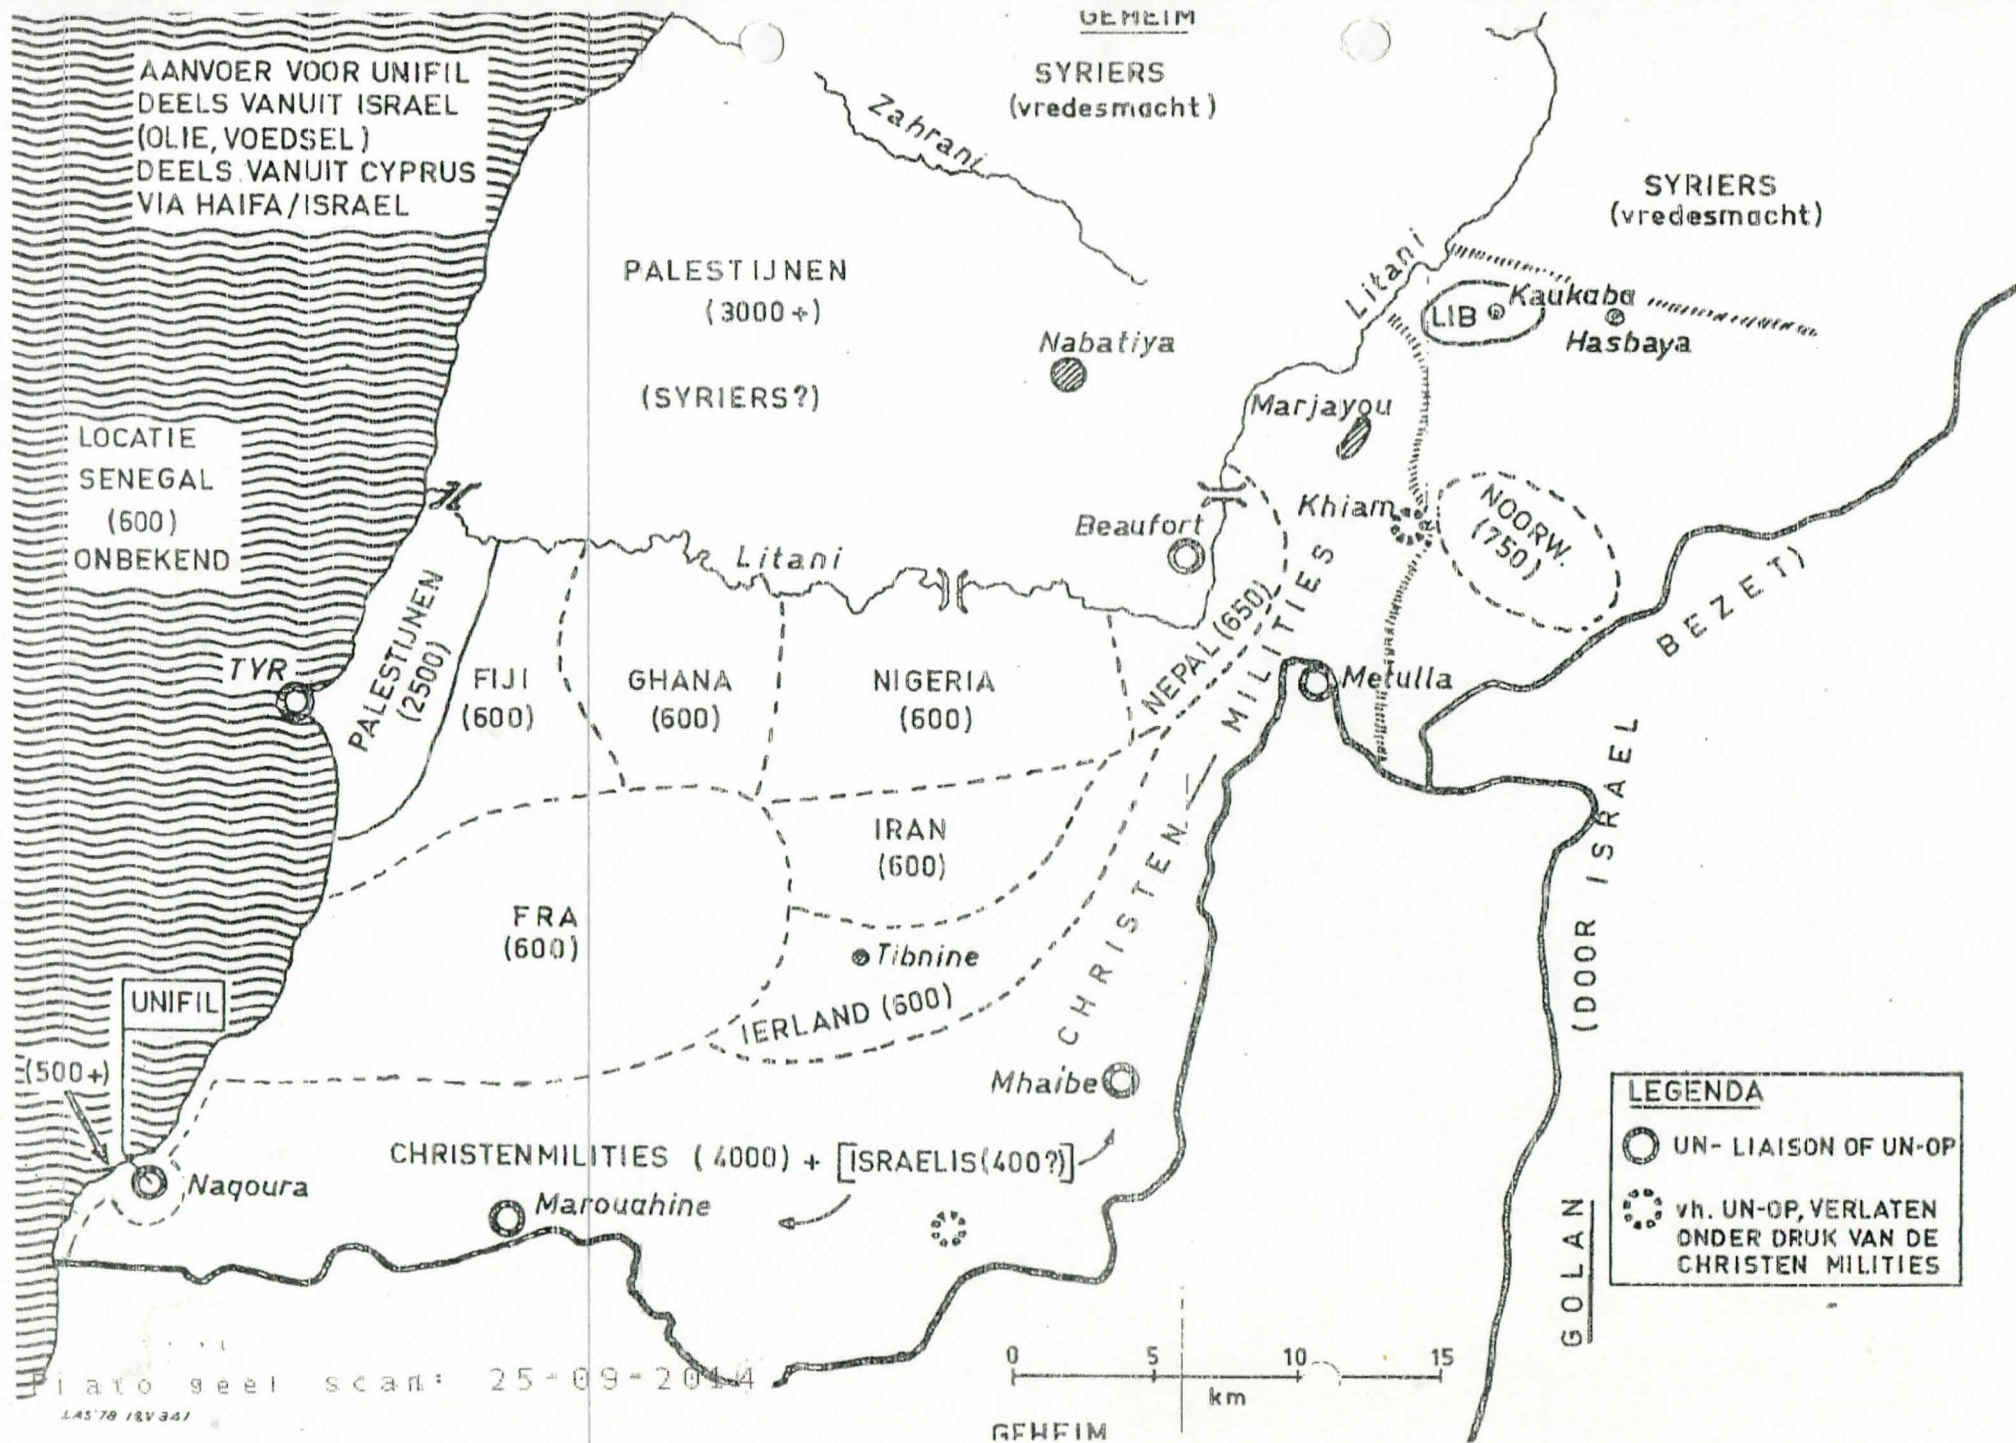 GEHEIM
SYRIERS
(vredesmacht)
AANVOER VOOR UNIFIL
DEELS VANUIT ISRAEL
(OLIE, VOEDSEL)
DEELS VANUIT CYPRUS
VIA HAIFA/ISRAEL
Zahrani
SYRIERS
(vredesmacht)
PALESTIJNEN
(3000+)
(SYRIERS?)
Nabatiya
Litani
LIB
Kaukaba
Hasbaya
Marjayou
LOCATIE
SENEGAL
(600)
ONBEKEND
Khiam
NOORW.
(750)
Beaufort
Litani
PALESTIJNEN
(2500)
TYR
FIJI
(600)
GHANA
(600)
NIGERIA
(600)
NEPAL (650)
Metulla
CHRISTEN — MILITIES
BEZET)
(DOOR ISRAEL
GOLAN
IRAN
(600)
FRA
(600)
Tibnine
IERLAND (600)
UNIFIL
(500+)
Mhaibe
CHRISTENMILITIES (4000) + [ISRAELIS(400?)]
Naqoura
Marouahine
LEGENDA
UN- LIAISON OF UN-OP
vh. UN-OP, VERLATEN
ONDER DRUK VAN DE
CHRISTEN MILITIES
0 5 10 15
km
geel scan: 25-09-2014
GEHEIM